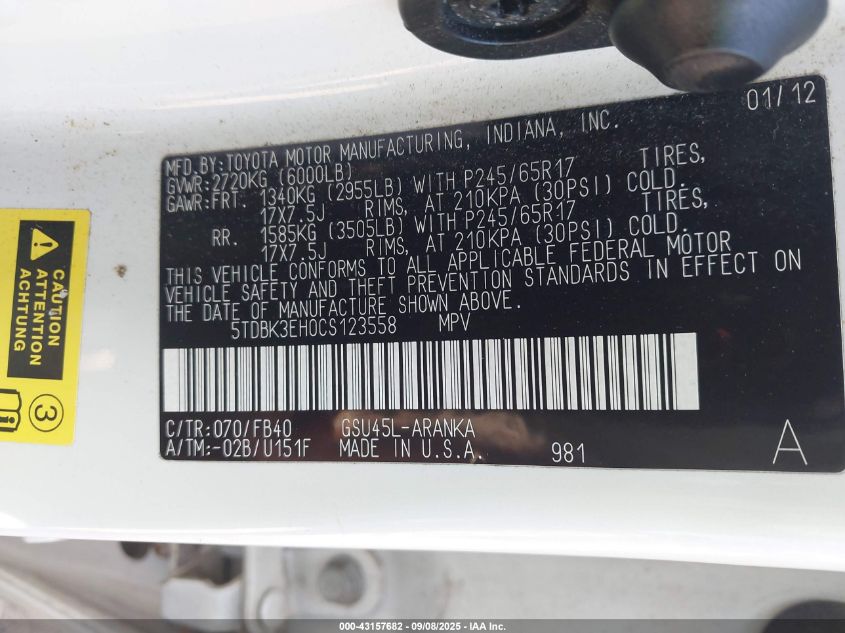 01/12
MFD.BY:TOYOTA MOTOR MANUFACTURING, INDIANA, INC.
GVWR:2720KG (6000LB)
GAWR:FRT. 1340KG (2955LB) WITH P245/65R17 TIRES,
17X7.5J RIMS, AT 210KPA (30PSI) COLD.
RR. 1585KG (3505LB) WITH P245/65R17 TIRES,
17X7.5J RIMS, AT 210KPA (30PSI) COLD.
THIS VEHICLE CONFORMS TO ALL APPLICABLE FEDERAL MOTOR
VEHICLE SAFETY AND THEFT PREVENTION STANDARDS IN EFFECT ON
THE DATE OF MANUFACTURE SHOWN ABOVE.
5TDBK3EH0CS123558 MPV
C/TR:070/FB40 GSU45L-ARANKA
A/TM:-02B/U151F MADE IN U.S.A. 981 A
CAUTION
ATTENTION
ACHTUNG
3
000-43157682 - 09/08/2025 - IAA Inc.